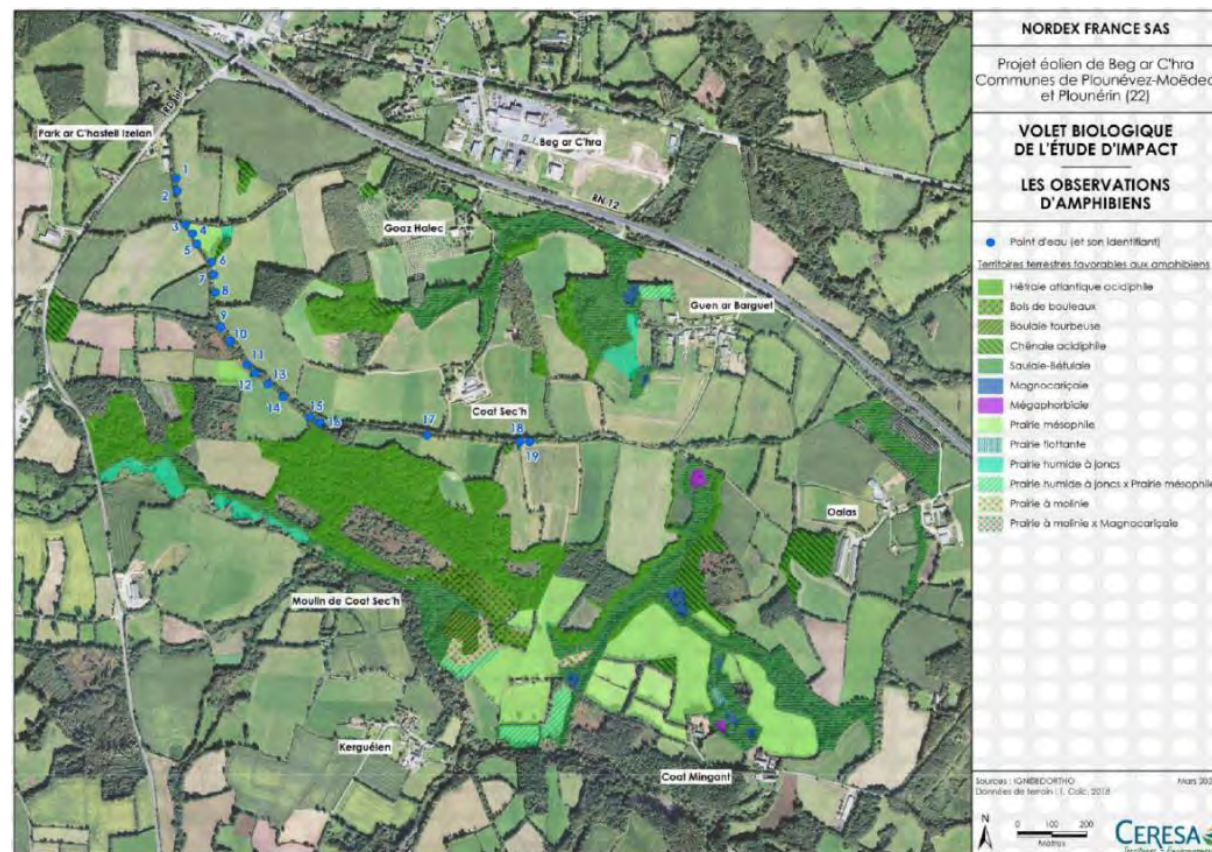 NORDEX FRANCE SAS
Projet éolien de Beg ar C'hra
Communes de Plounévez-Moëdec
et Plounérin (22)
VOLET BIOLOGIQUE
DE L'ÉTUDE D'IMPACT
LES OBSERVATIONS
D'AMPHIBIENS
Point d'eau (et son identifiant)
Territoires terrestres favorables aux amphibiens
Hêtraie atlantique acidiphile
Bois de bouleaux
Boulaie tourbeuse
Chênaie acidiphile
Saulaie-Bétulaie
Magnocariçaie
Mégaphorbiaie
Prairie mésophile
Prairie flottante
Prairie humide à joncs
Prairie humide à joncs x Prairie mésophile
Prairie à molinie
Prairie à molinie x Magnocariçaie
Park ar C'hastell Izelan
Beg ar C'hra
RN 12
Goaz Halec
Guen ar Barguet
Coat Sec'h
Oalas
Moulin de Coat Sec'h
Kerguélen
Coat Mingant
1
2
3
4
5
6
7
8
9
10
11
12
13
14
15
16
17
18
19
Sources : IGN©BDORTHO
Mars
Données de terrain :
2018
N
0 100 200
Mètres
CERESA